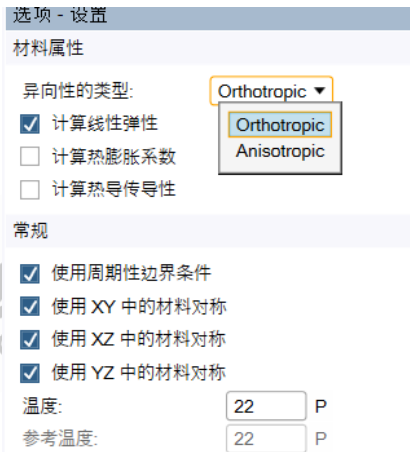 选项 - 设置
材料属性
异向性的类型: Orthotropic ▼
Orthotropic
Anisotropic
计算线性弹性
计算热膨胀系数
计算热导传导性
常规
使用周期性边界条件
使用 XY 中的材料对称
使用 XZ 中的材料对称
使用 YZ 中的材料对称
温度: 22 P
参考温度: 22 P